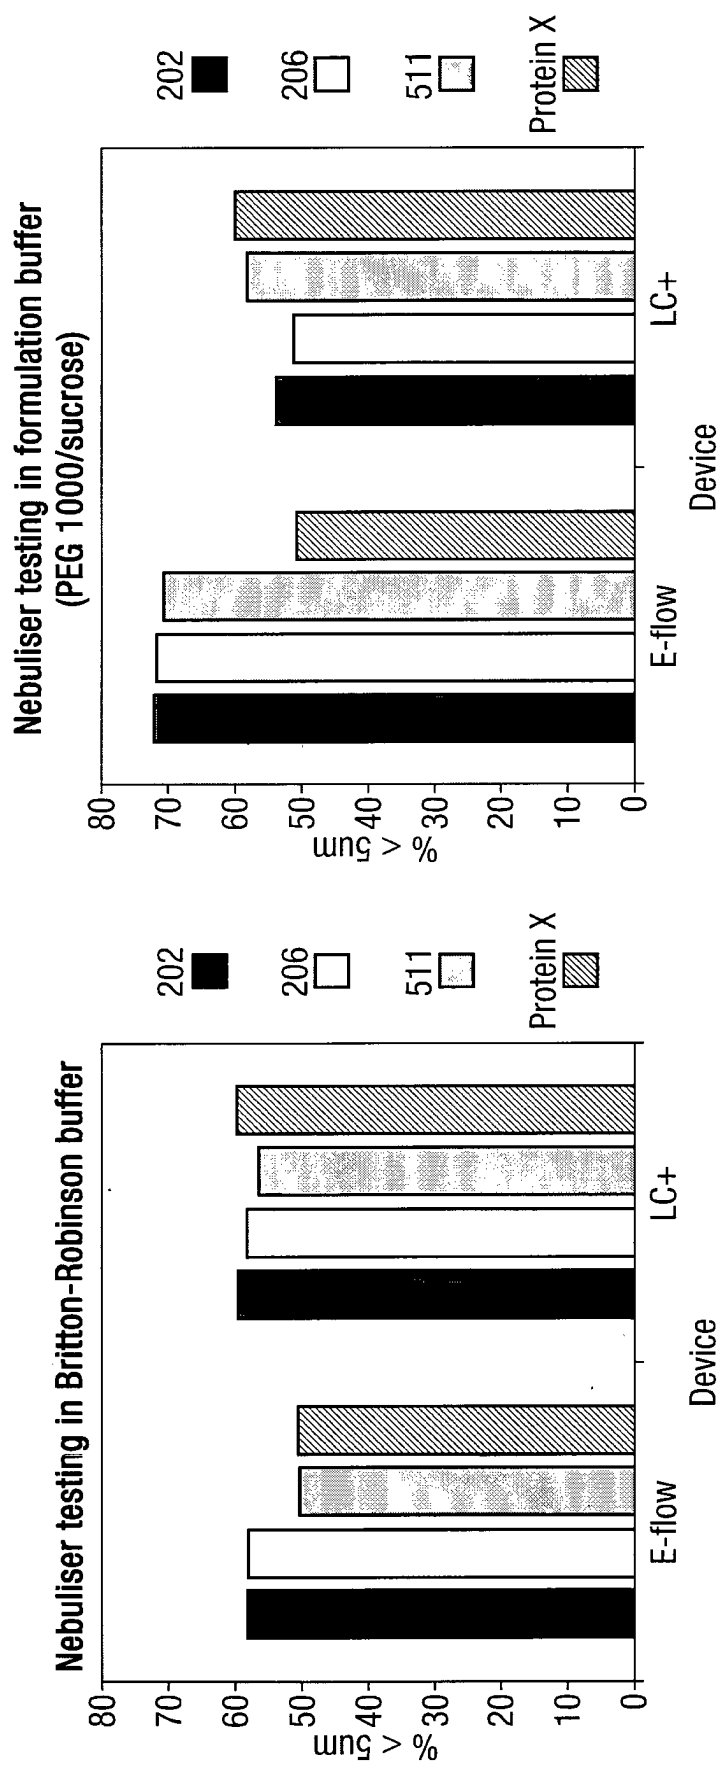 Nebuliser testing in Britton-Robinson buffer
% < 5um
80
70
60
50
40
30
20
10
0
E-flow
LC+
Device
202
206
511
Protein X
Nebuliser testing in formulation buffer
(PEG 1000/sucrose)
% < 5um
80
70
60
50
40
30
20
10
0
E-flow
LC+
Device
202
206
511
Protein X